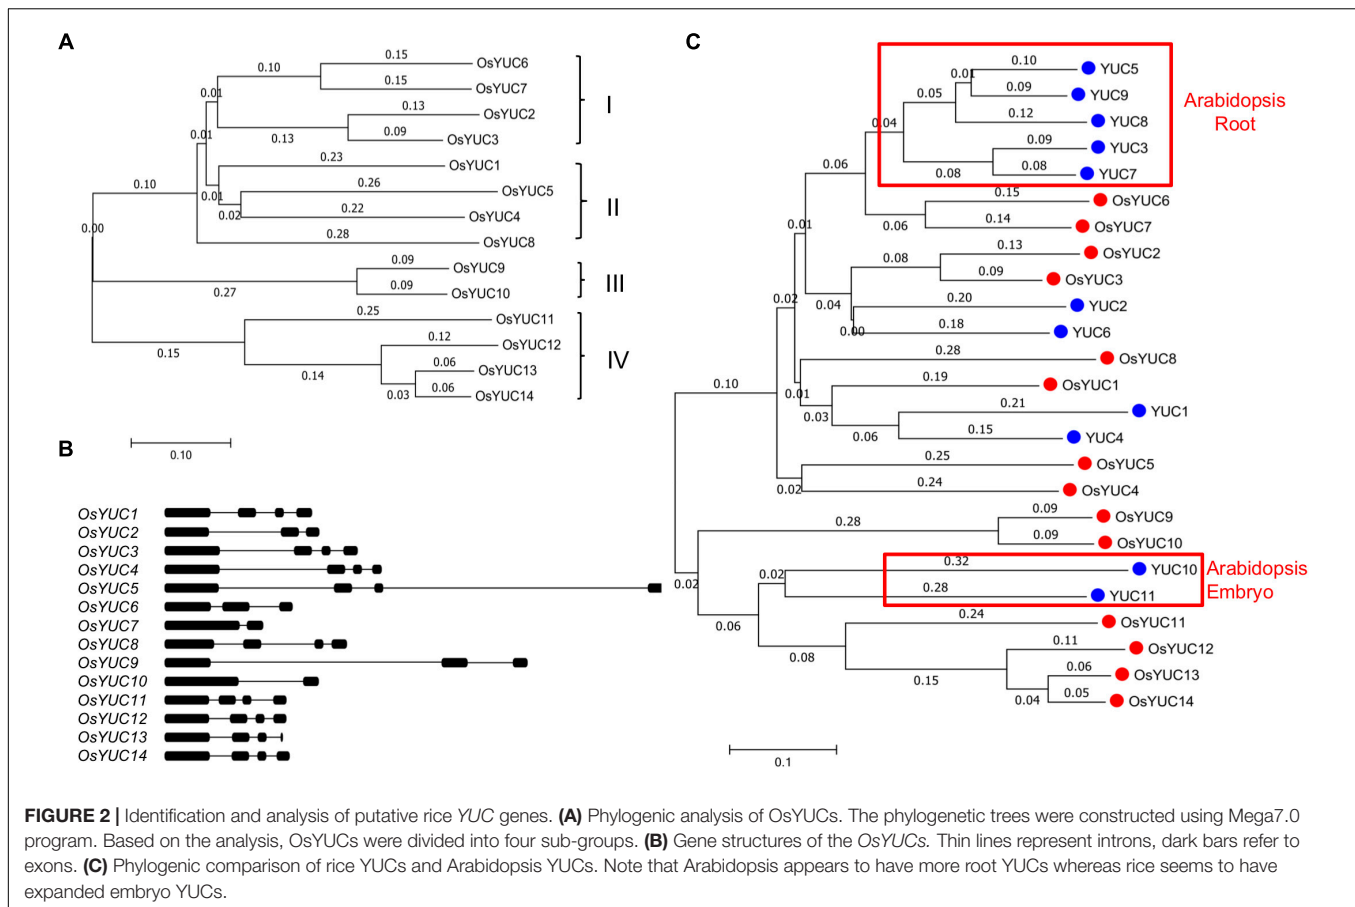 A
0.15
OsYUC6
0.10
0.15
OsYUC7
0.01
0.13
OsYUC2
I
0.01
0.13
0.09
OsYUC3
0.23
OsYUC1
0.10
0.26
OsYUC5
0.01
0.22
OsYUC4
II
0.02
0.28
OsYUC8
0.00
0.09
OsYUC9
0.27
0.09
OsYUC10
III
0.25
OsYUC11
0.15
0.12
OsYUC12
0.14
0.06
OsYUC13
IV
0.03
0.06
OsYUC14
0.10
B
OsYUC1
OsYUC2
OsYUC3
OsYUC4
OsYUC5
OsYUC6
OsYUC7
OsYUC8
OsYUC9
OsYUC10
OsYUC11
OsYUC12
OsYUC13
OsYUC14
C
0.10
YUC5
0.01
0.09
YUC9
0.05
0.12
YUC8
0.04
0.09
YUC3
0.08
0.08
YUC7
Arabidopsis
Root
0.06
0.15
OsYUC6
0.06
0.14
OsYUC7
0.01
0.13
OsYUC2
0.08
0.09
OsYUC3
0.02
0.04
0.20
YUC2
0.00
0.18
YUC6
0.28
OsYUC8
0.10
0.01
0.19
OsYUC1
0.03
0.21
YUC1
0.06
0.15
YUC4
0.25
OsYUC5
0.02
0.24
OsYUC4
0.09
OsYUC9
0.28
0.09
OsYUC10
0.02
0.32
YUC10
0.02
0.28
YUC11
Arabidopsis
Embryo
0.06
0.24
OsYUC11
0.08
0.11
OsYUC12
0.15
0.06
OsYUC13
0.04
0.05
OsYUC14
0.1
FIGURE 2 | Identification and analysis of putative rice YUC genes. (A) Phylogenic analysis of OsYUCs. The phylogenetic trees were constructed using Mega7.0
program. Based on the analysis, OsYUCs were divided into four sub-groups. (B) Gene structures of the OsYUCs. Thin lines represent introns, dark bars refer to
exons. (C) Phylogenic comparison of rice YUCs and Arabidopsis YUCs. Note that Arabidopsis appears to have more root YUCs whereas rice seems to have
expanded embryo YUCs.